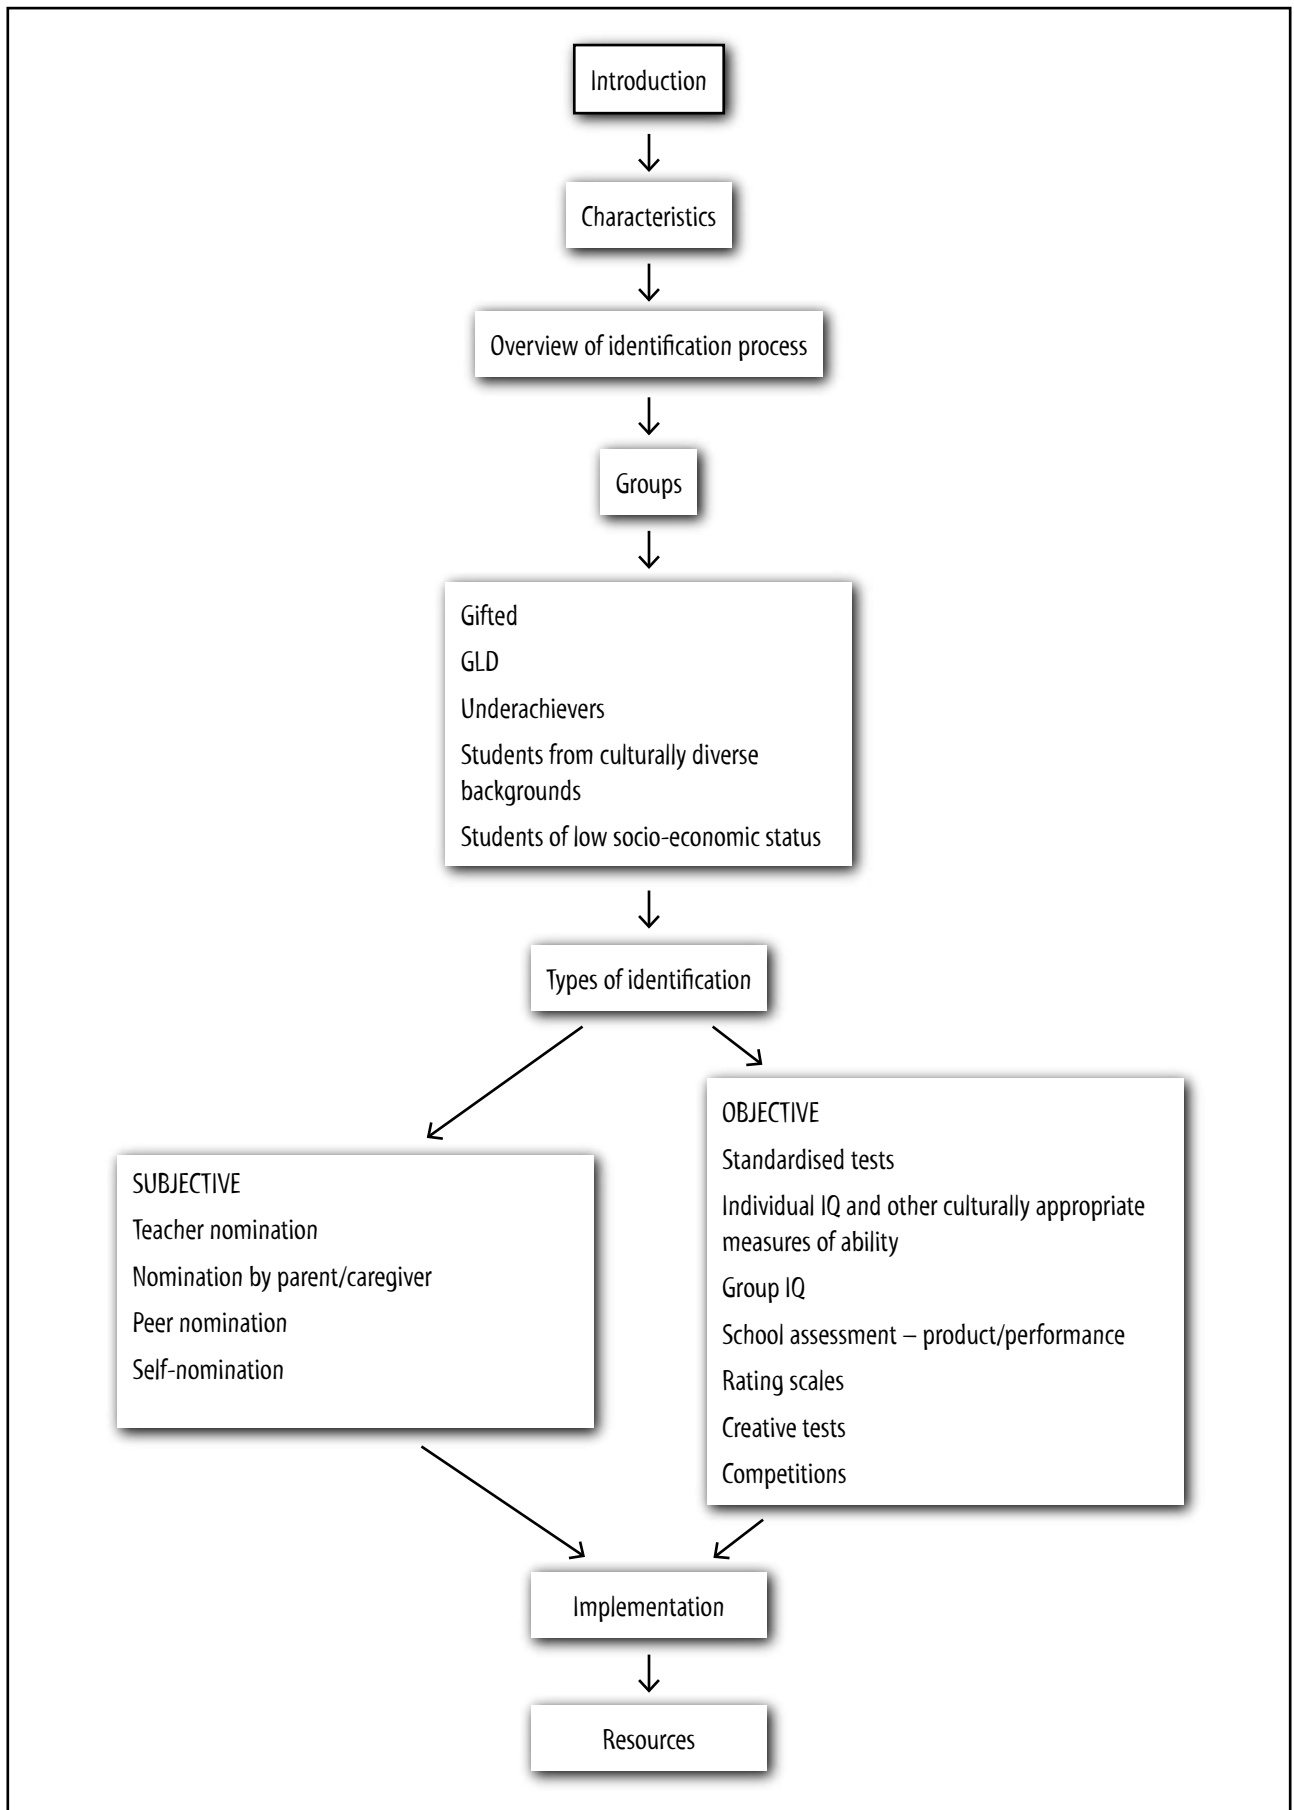 Introduction
Characteristics
Overview of identification process
Groups
Gifted
GLD
Underachievers
Students from culturally diverse
backgrounds
Students of low socio-economic status
Types of identification
SUBJECTIVE
Teacher nomination
Nomination by parent/caregiver
Peer nomination
Self-nomination
OBJECTIVE
Standardised tests
Individual IQ and other culturally appropriate
measures of ability
Group IQ
School assessment – product/performance
Rating scales
Creative tests
Competitions
Implementation
Resources